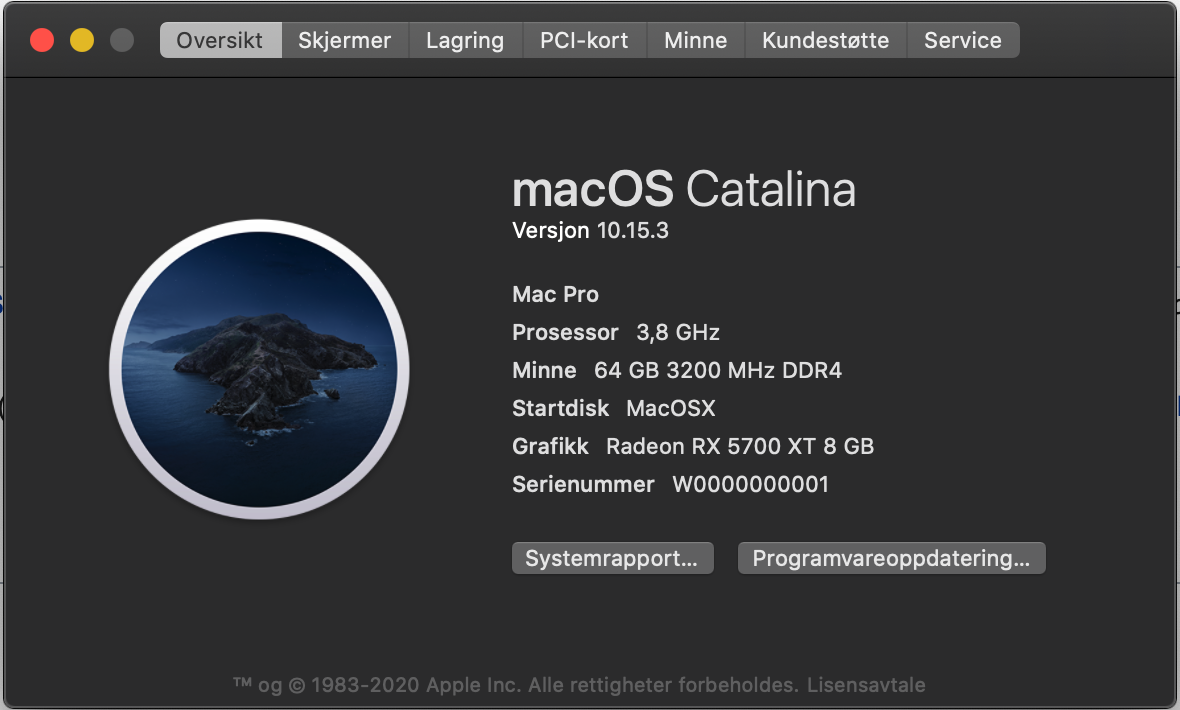 Oversikt Skjermer Lagring PCI-kort Minne Kundestøtte Service
macOS Catalina
Versjon 10.15.3
Mac Pro
Prosessor 3,8 GHz
Minne 64 GB 3200 MHz DDR4
Startdisk MacOSX
Grafikk Radeon RX 5700 XT 8 GB
Serienummer W0000000001
Systemrapport... Programvareoppdatering...
™ og © 1983-2020 Apple Inc. Alle rettigheter forbeholdes. Lisensavtale